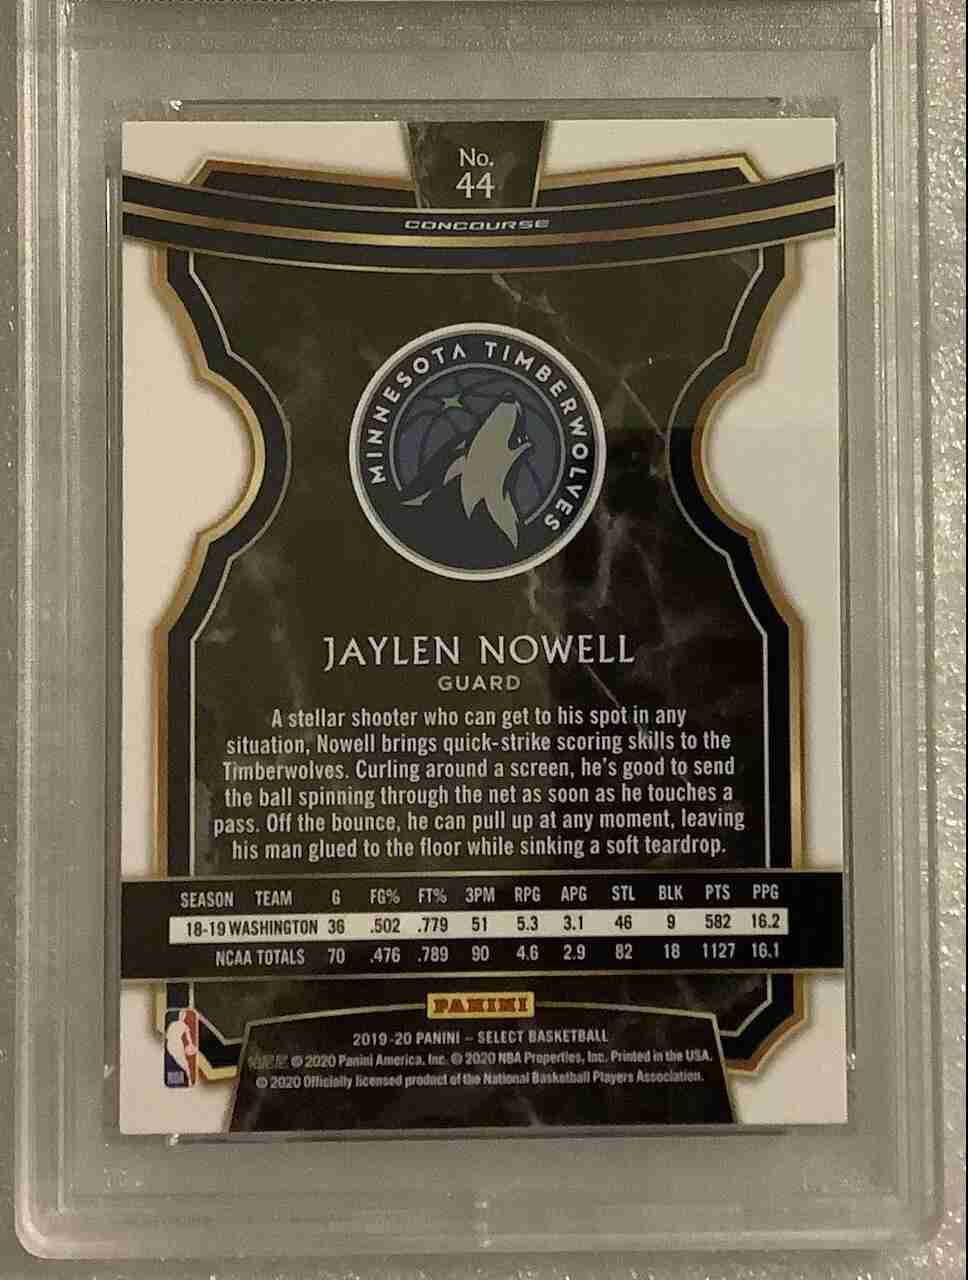 No.
44
CONCOURSE
MINNESOTA TIMBERWOLVES
JAYLEN NOWELL
GUARD
A stellar shooter who can get to his spot in any
situation, Nowell brings quick-strike scoring skills to the
Timberwolves. Curling around a screen, he's good to send
the ball spinning through the net as soon as he touches a
pass. Off the bounce, he can pull up at any moment, leaving
his man glued to the floor while sinking a soft teardrop.
SEASON TEAM G FG% FT% 3PM RPG APG STL BLK PTS PPG
18-19 WASHINGTON 36 .502 .779 51 5.3 3.1 46 9 582 16.2
NCAA TOTALS 70 .476 .789 90 4.6 2.9 82 18 1127 16.1
PANINI
2019-20 PANINI – SELECT BASKETBALL
© 2020 Panini America, Inc. © 2020 NBA Properties, Inc. Printed in the USA.
© 2020 Officially licensed product of the National Basketball Players Association.
NBA